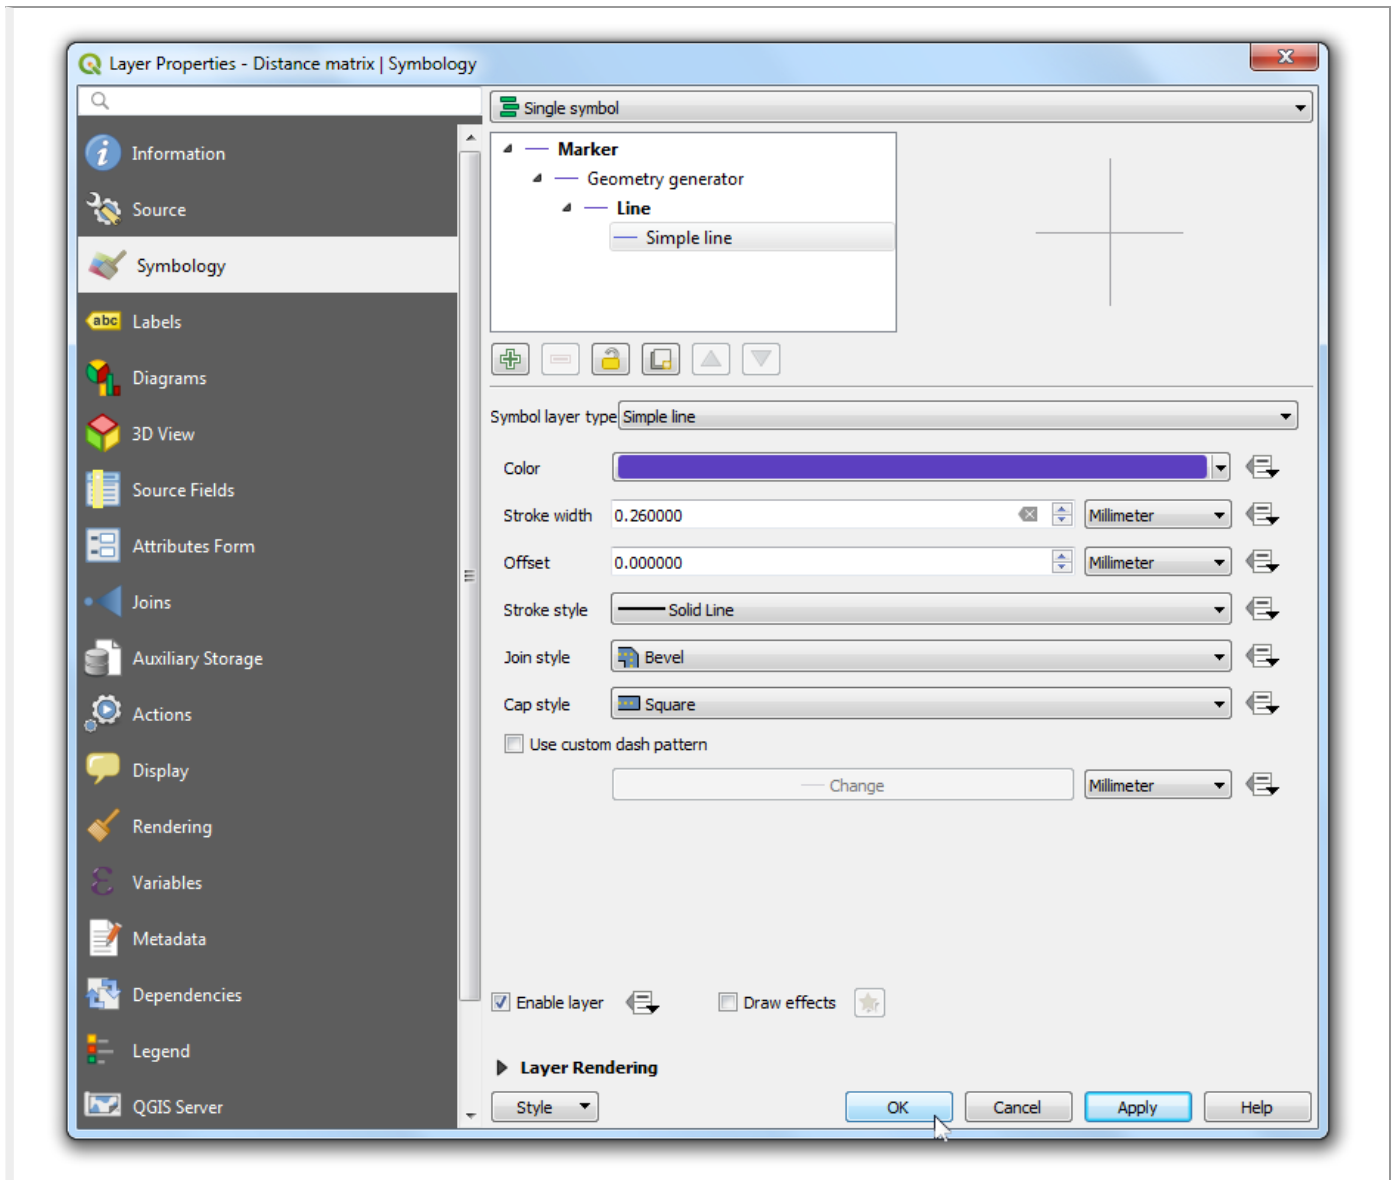 Layer Properties - Distance matrix | Symbology
Information
Source
Symbology
abc Labels
Diagrams
3D View
Source Fields
Attributes Form
Joins
Auxiliary Storage
Actions
Display
Rendering
Variables
Metadata
Dependencies
Legend
QGIS Server
Single symbol
Marker
Geometry generator
Line
Simple line
Symbol layer type Simple line
Color
Stroke width 0.260000 Millimeter
Offset 0.000000 Millimeter
Stroke style Solid Line
Join style Bevel
Cap style Square
Use custom dash pattern
Change Millimeter
Enable layer Draw effects
Layer Rendering
Style OK Cancel Apply Help